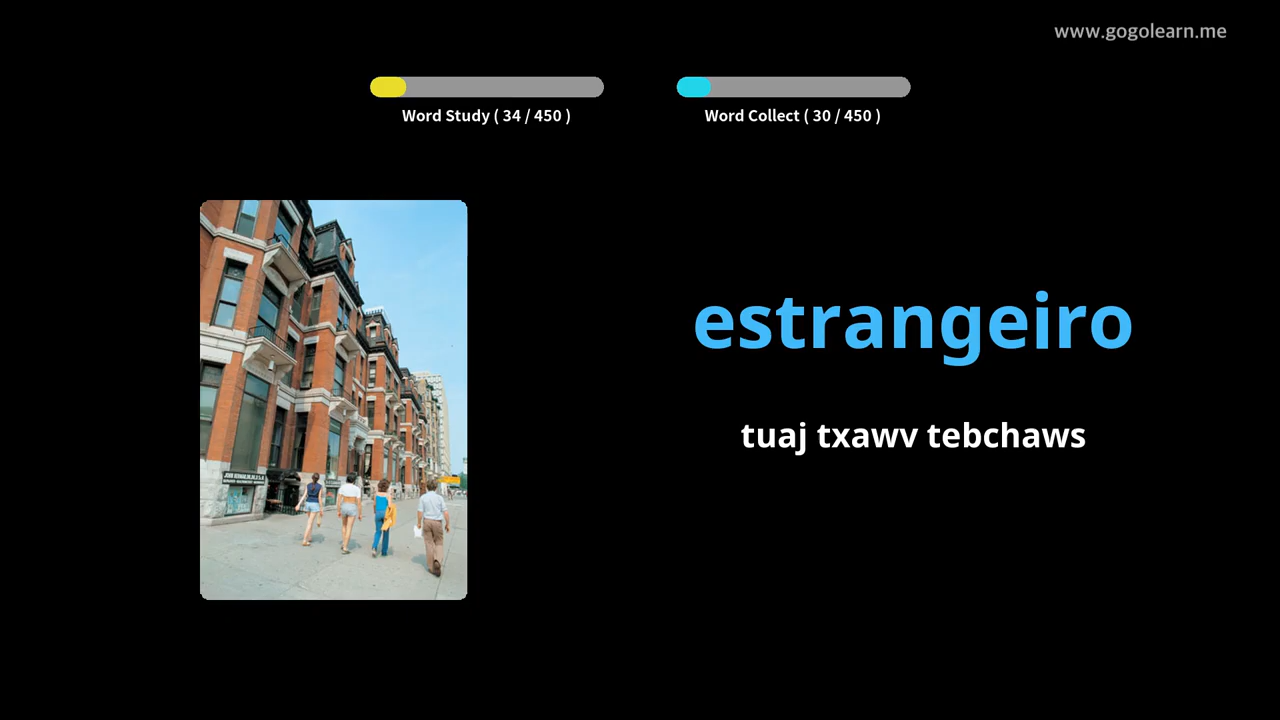 www.gogolearn.me
Word Study ( 34 / 450 )
Word Collect ( 30 / 450 )
estrangeiro
tuaj txawv tebchaws